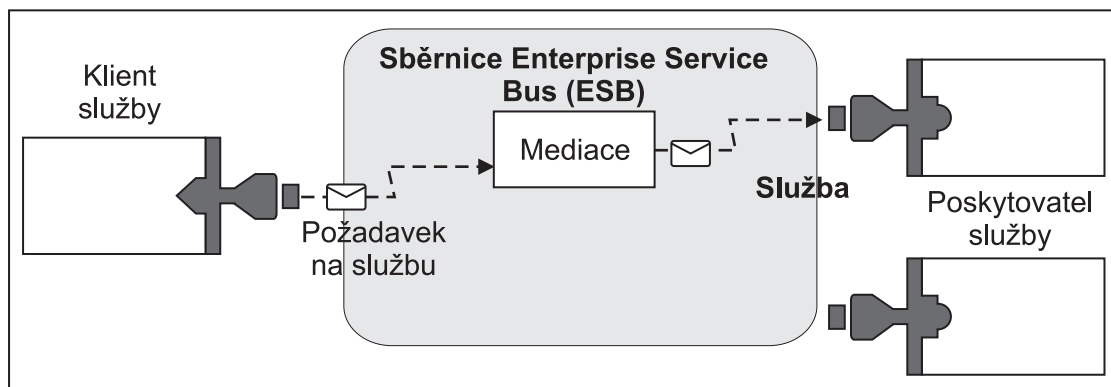 Klient
služby
Sběrnice Enterprise Service
Bus (ESB)
Mediace
Požadavek
na službu
Služba
Poskytovatel
služby